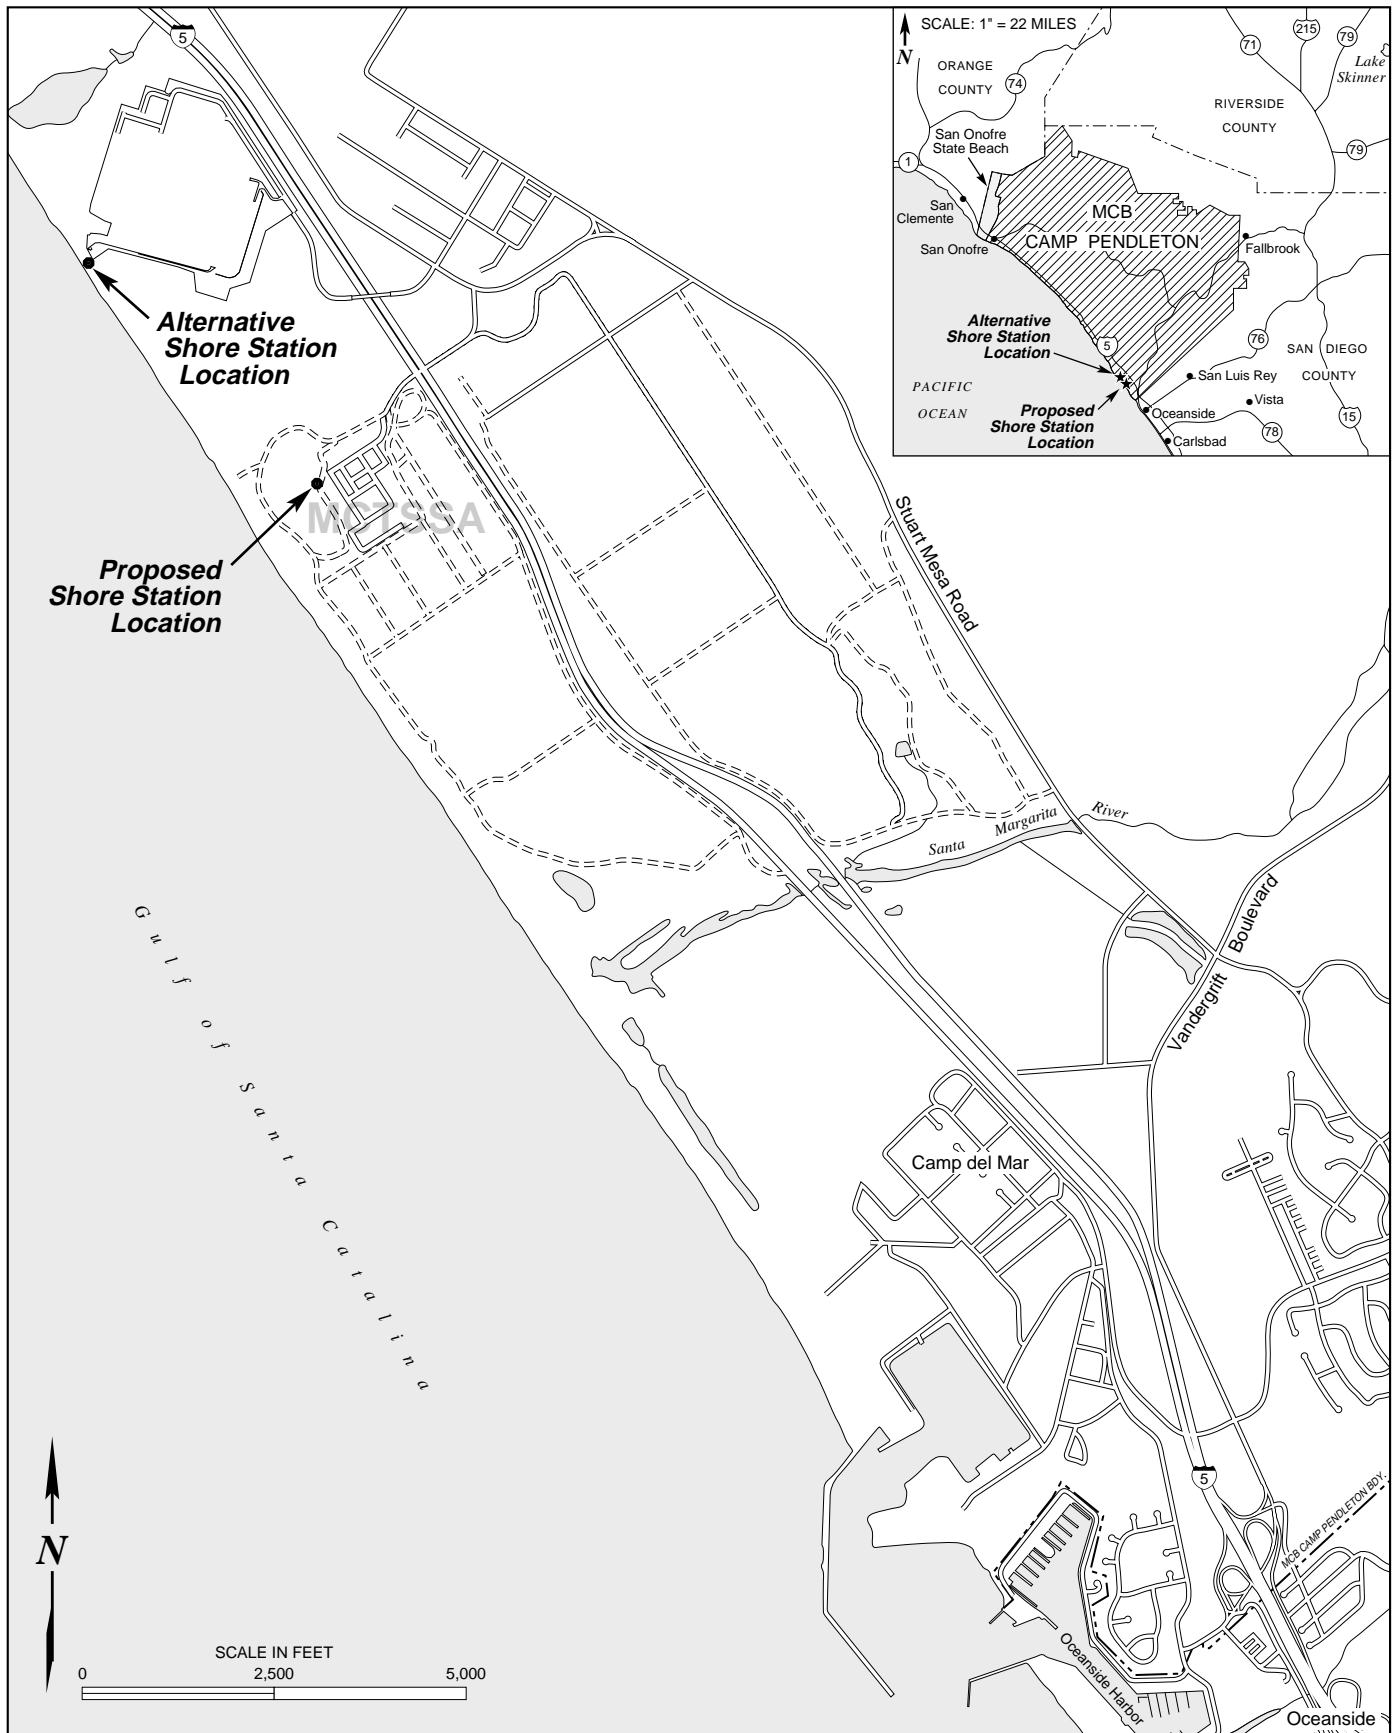 5
SCALE: 1" = 22 MILES
N
ORANGE
COUNTY
74
71
215
79
Lake
Skinner
RIVERSIDE
COUNTY
San Onofre
State Beach
1
79
San
Clemente
MCB
CAMP PENDLETON
San Onofre
Fallbrook
Alternative
Shore Station
Location
5
76
SAN DIEGO
COUNTY
PACIFIC
OCEAN
San Luis Rey
Vista
Proposed
Shore Station
Location
Oceanside
15
78
Carlsbad
Alternative
Shore Station
Location
MCTSSA
Proposed
Shore Station
Location
Stuart Mesa Road
Santa Margarita River
Vandergrift Boulevard
Gulf of Santa Catalina
Camp del Mar
5
MCB CAMP PENDLETON BDY.
N
SCALE IN FEET
0 2,500 5,000
Oceanside Harbor
Oceanside